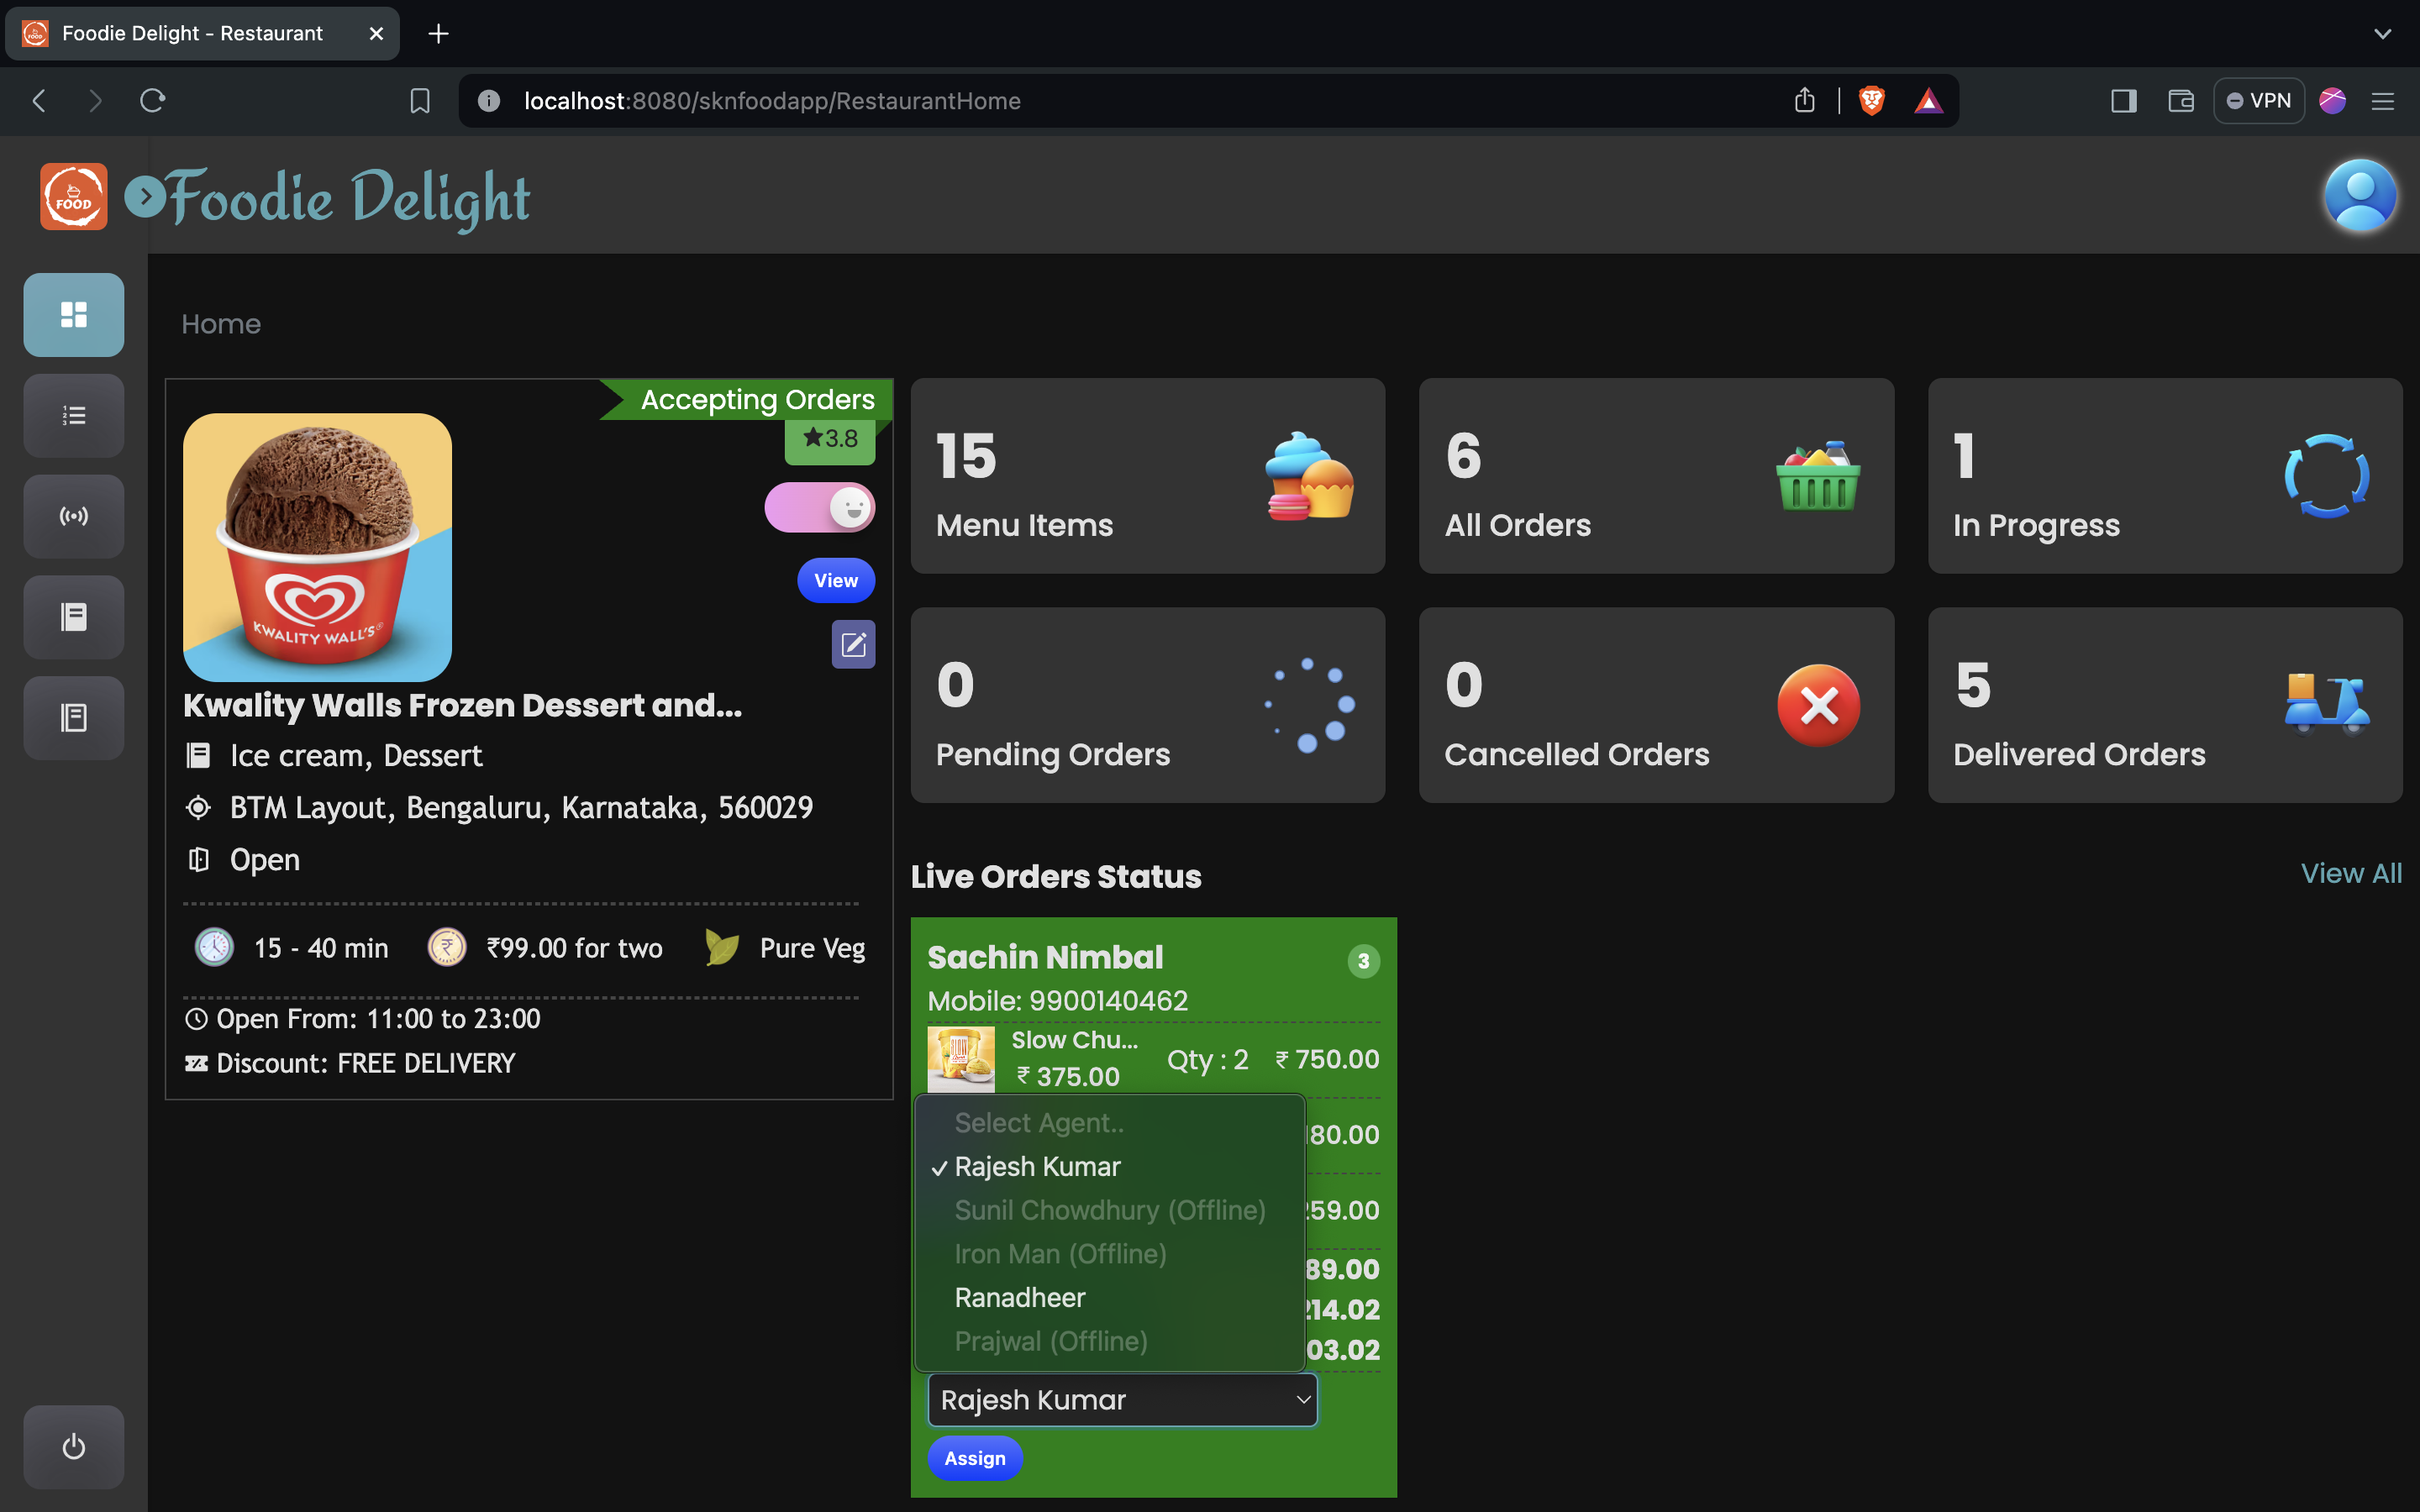 Foodie Delight - Restaurant
localhost:8080/sknfoodapp/RestaurantHome
VPN
FOOD
Foodie Delight
Home
Accepting Orders
3.8
KWALITY WALL'S
View
Kwality Walls Frozen Dessert and...
Ice cream, Dessert
BTM Layout, Bengaluru, Karnataka, 560029
Open
15 - 40 min
₹99.00 for two
Pure Veg
Open From: 11:00 to 23:00
Discount: FREE DELIVERY
15
Menu Items
6
All Orders
1
In Progress
0
Pending Orders
0
Cancelled Orders
5
Delivered Orders
Live Orders Status
View All
Sachin Nimbal
3
Mobile: 9900140462
Slow Chu...
₹ 375.00
Qty : 2
₹ 750.00
Select Agent..
80.00
✓ Rajesh Kumar
Sunil Chowdhury (Offline)
59.00
Iron Man (Offline)
89.00
Ranadheer
14.02
Prajwal (Offline)
03.02
Rajesh Kumar
Assign